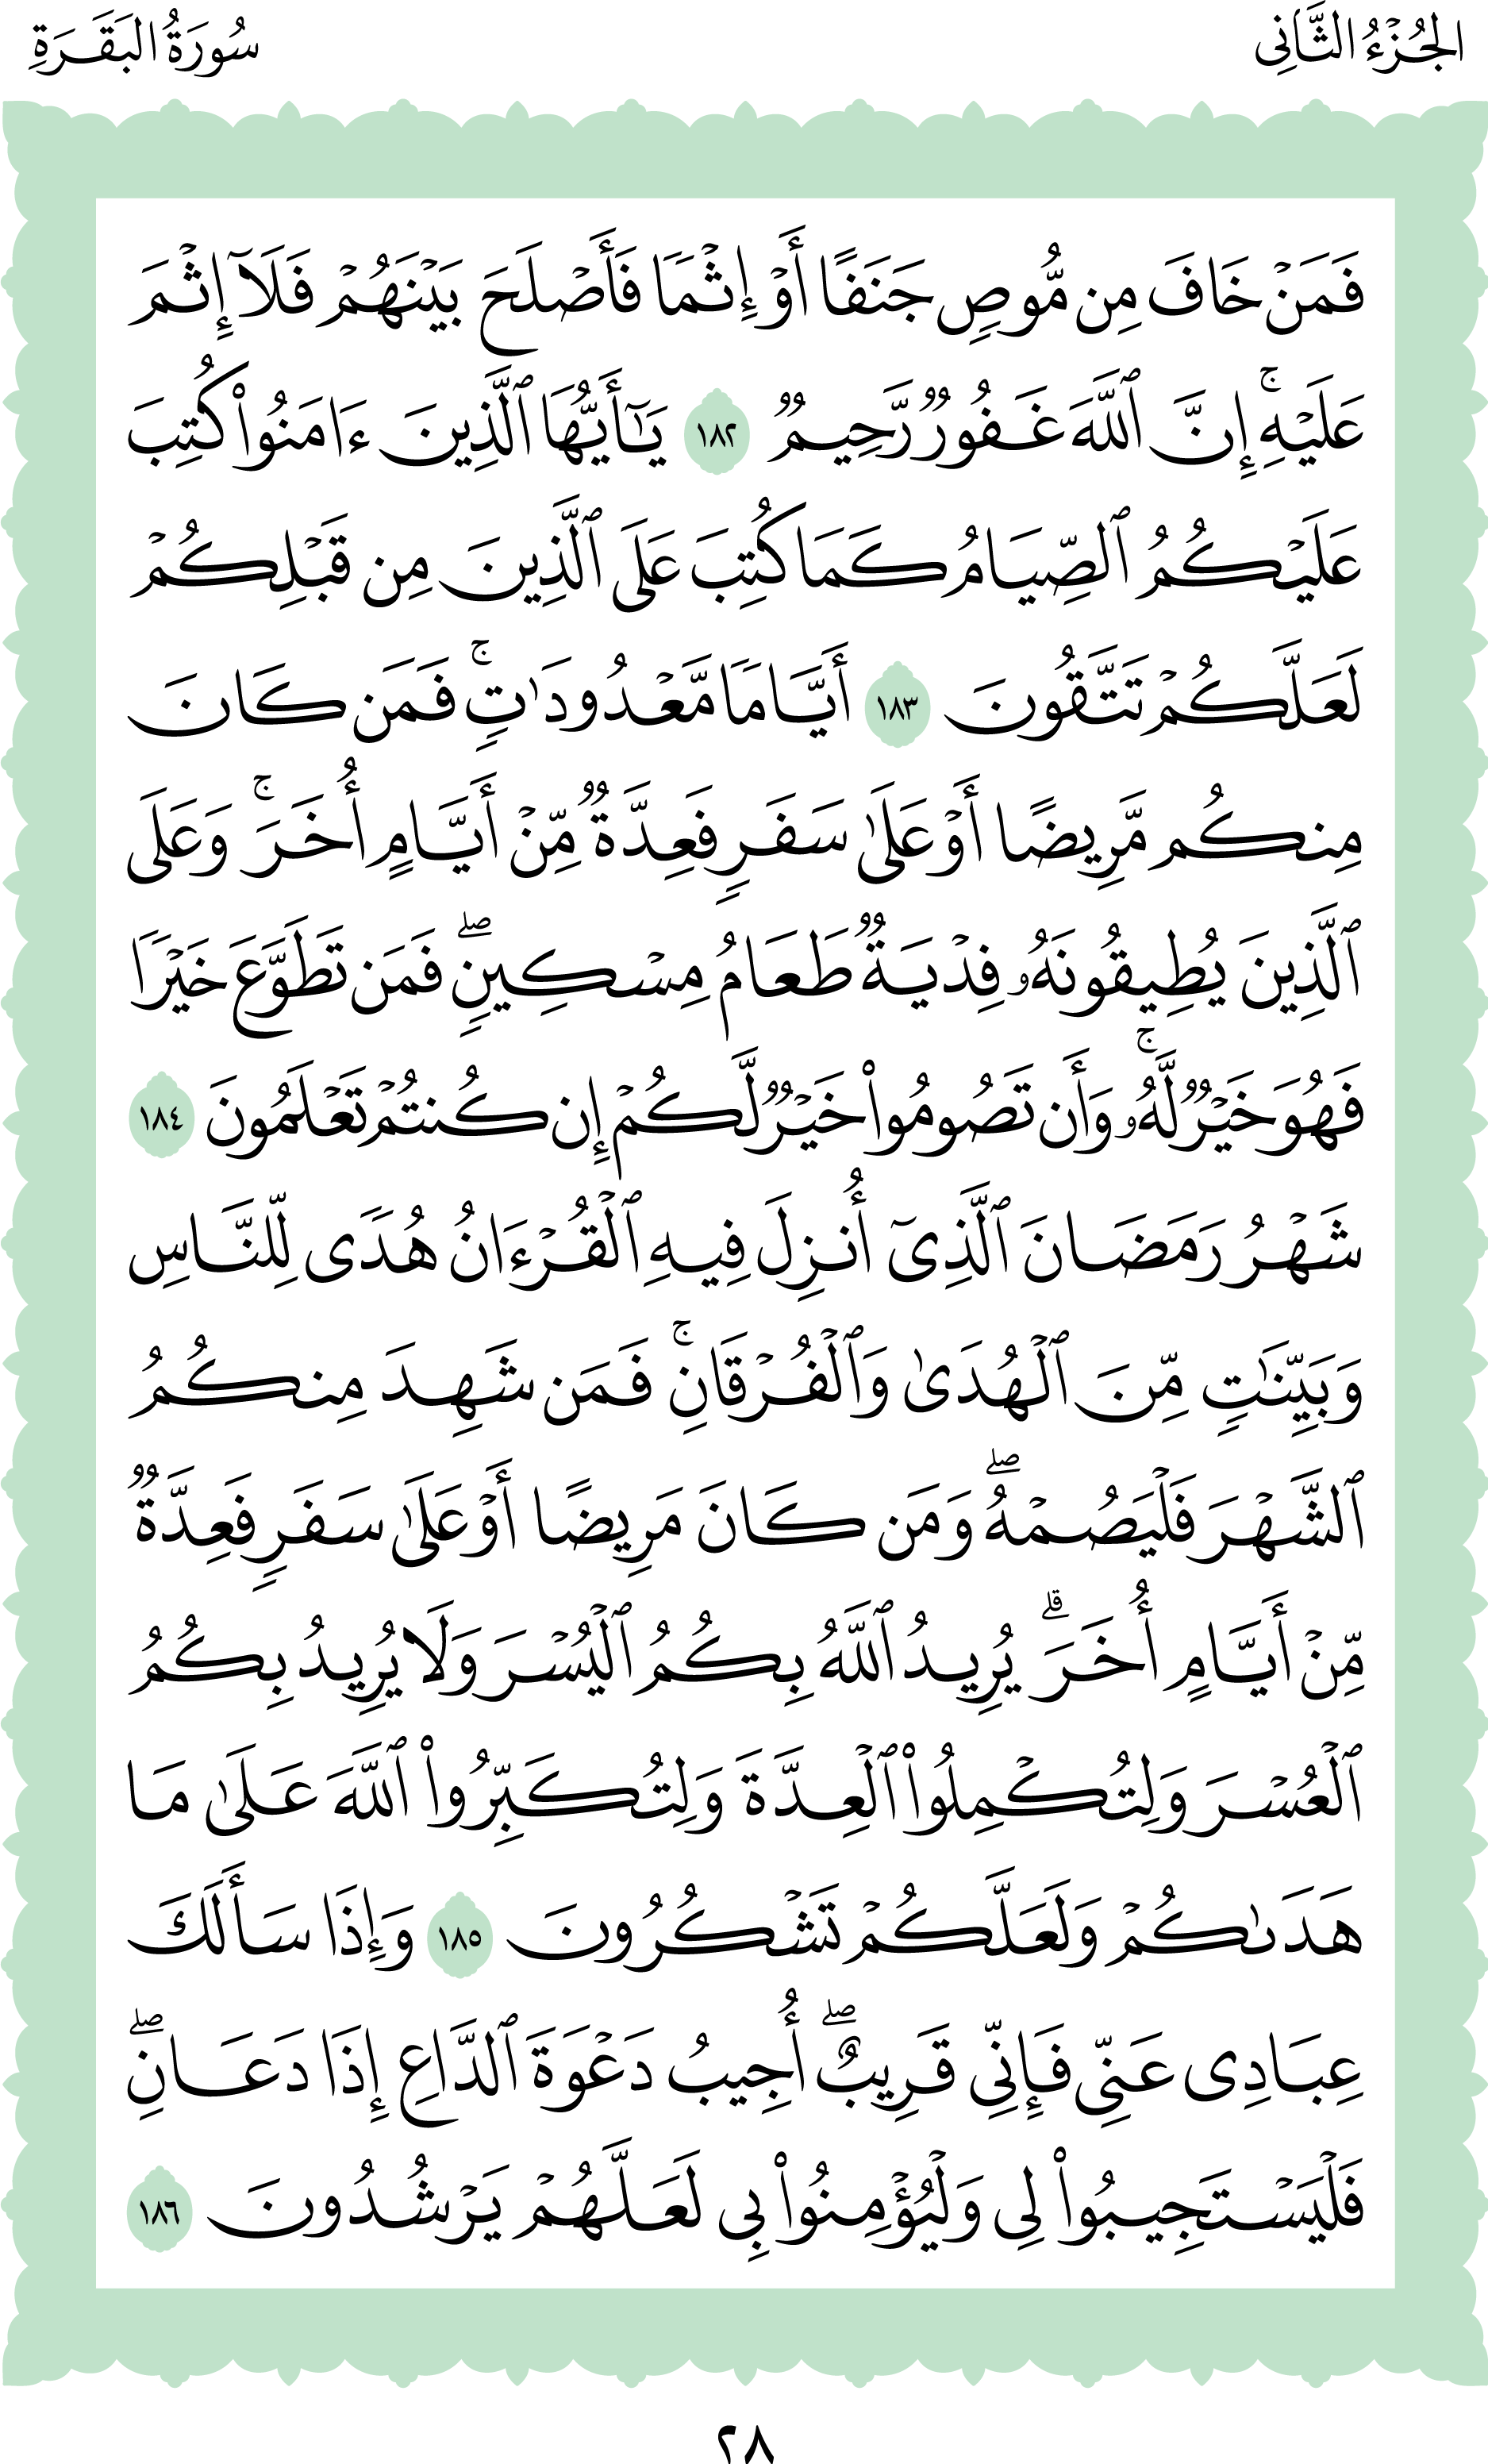 الجُزْءُ الثَّانِي
سُورَةُ البَقَرَةِ
فَمَنۡ خَافَ مِن مُّوصٖ جَنَفًا أَوۡ إِثۡمٗا فَأَصۡلَحَ بَيۡنَهُمۡ فَلَآ إِثۡمَ
عَلَيۡهِۚ إِنَّ ٱللَّهَ غَفُورٞ رَّحِيمٞ ١٨٢ يَٰٓأَيُّهَا ٱلَّذِينَ ءَامَنُواْ كُتِبَ
عَلَيۡكُمُ ٱلصِّيَامُ كَمَا كُتِبَ عَلَى ٱلَّذِينَ مِن قَبۡلِكُمۡ
لَعَلَّكُمۡ تَتَّقُونَ ١٨٣ أَيَّامٗا مَّعۡدُودَٰتٖۚ فَمَن كَانَ
مِنكُم مَّرِيضًا أَوۡ عَلَىٰ سَفَرٖ فَعِدَّةٞ مِّنۡ أَيَّامٍ أُخَرَۚ وَعَلَى
ٱلَّذِينَ يُطِيقُونَهُۥ فِدۡيَةٞ طَعَامُ مِسۡكِينٖۖ فَمَن تَطَوَّعَ خَيۡرٗا
فَهُوَ خَيۡرٞ لَّهُۥۚ وَأَن تَصُومُواْ خَيۡرٞ لَّكُمۡ إِن كُنتُمۡ تَعۡلَمُونَ ١٨٤
شَهۡرُ رَمَضَانَ ٱلَّذِيٓ أُنزِلَ فِيهِ ٱلۡقُرۡءَانُ هُدٗى لِّلنَّاسِ
وَبَيِّنَٰتٖ مِّنَ ٱلۡهُدَىٰ وَٱلۡفُرۡقَانِۚ فَمَن شَهِدَ مِنكُمُ
ٱلشَّهۡرَ فَلۡيَصُمۡهُۖ وَمَن كَانَ مَرِيضًا أَوۡ عَلَىٰ سَفَرٖ فَعِدَّةٞ
مِّنۡ أَيَّامٍ أُخَرَۗ يُرِيدُ ٱللَّهُ بِكُمُ ٱلۡيُسۡرَ وَلَا يُرِيدُ بِكُمُ
ٱلۡعُسۡرَ وَلِتُكۡمِلُواْ ٱلۡعِدَّةَ وَلِتُكَبِّرُواْ ٱللَّهَ عَلَىٰ مَا
هَدَىٰكُمۡ وَلَعَلَّكُمۡ تَشۡكُرُونَ ١٨٥ وَإِذَا سَأَلَكَ
عِبَادِي عَنِّي فَإِنِّي قَرِيبٌۖ أُجِيبُ دَعۡوَةَ ٱلدَّاعِ إِذَا دَعَانِۖ
فَلۡيَسۡتَجِيبُواْ لِي وَلۡيُؤۡمِنُواْ بِي لَعَلَّهُمۡ يَرۡشُدُونَ ١٨٦
٢٨